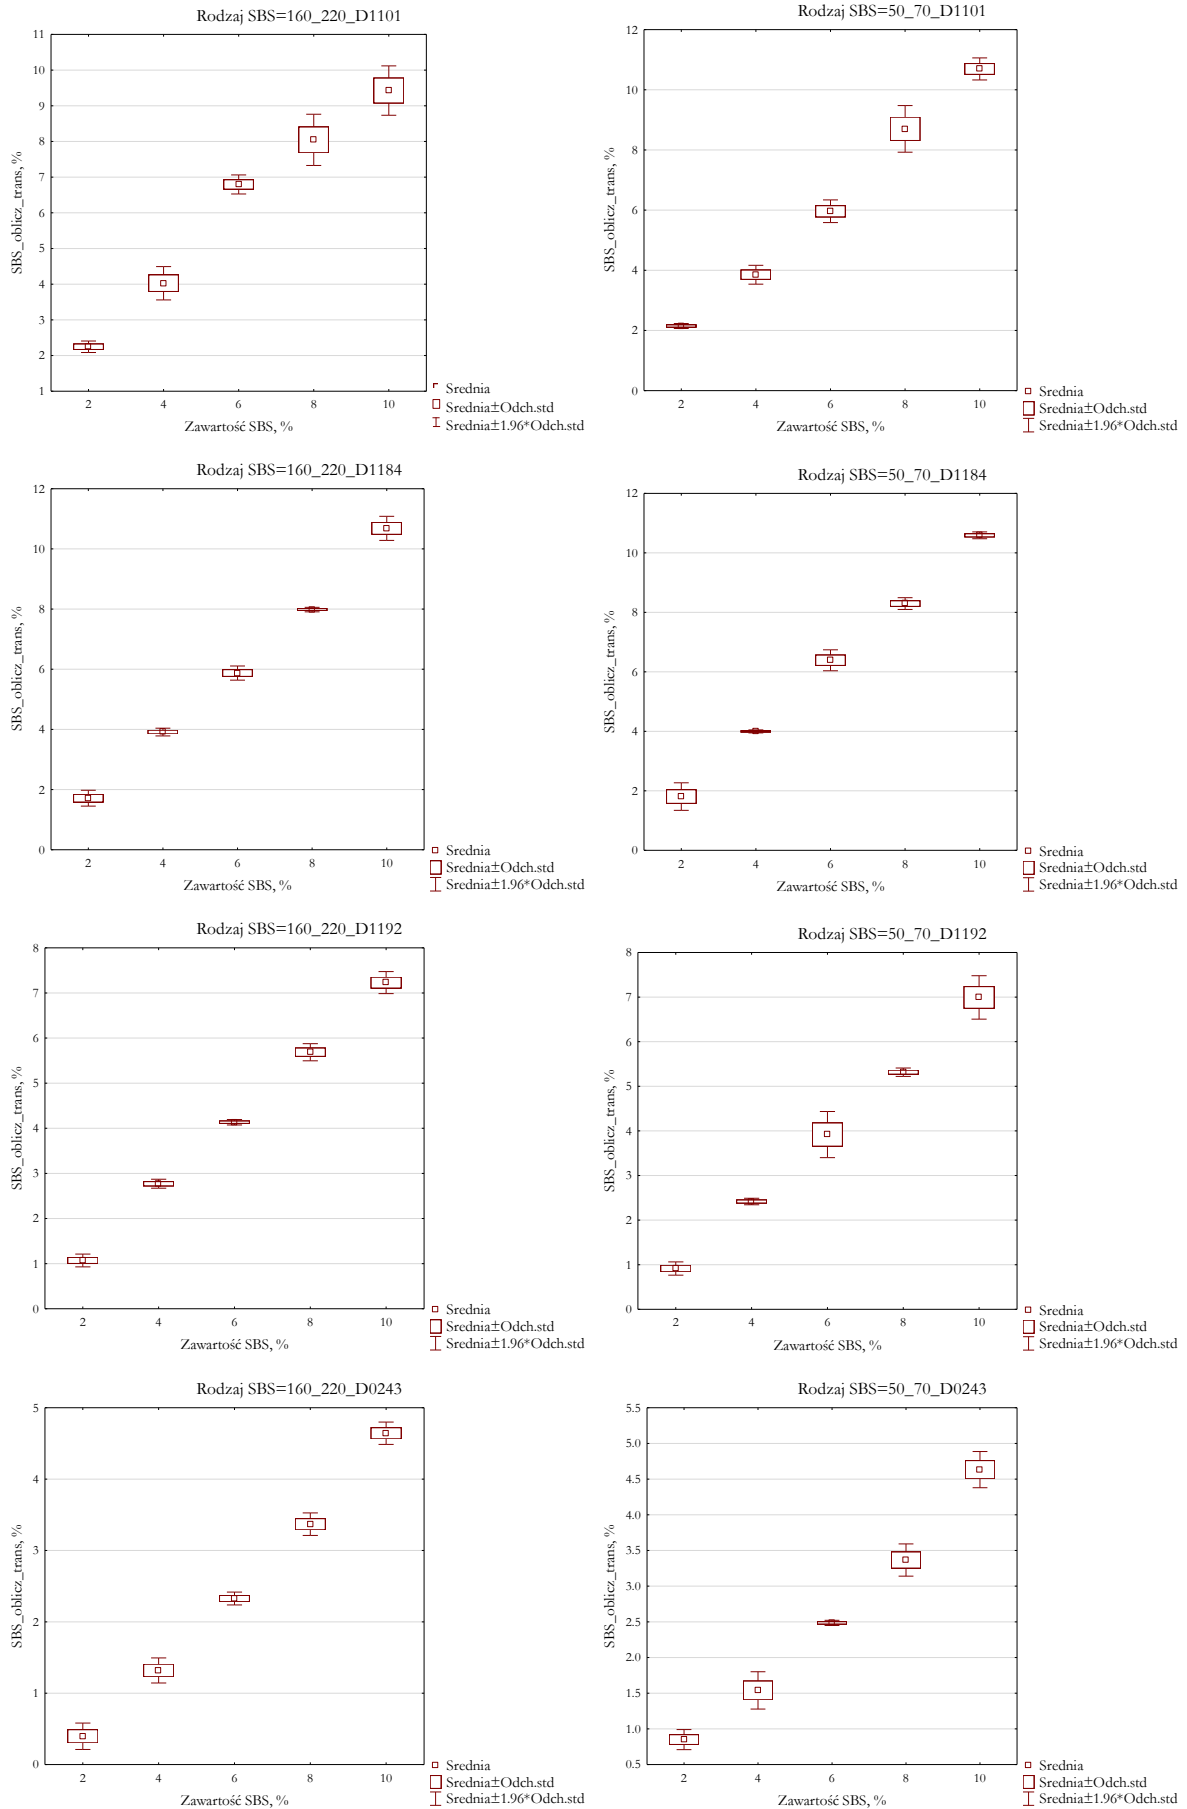 Rodzaj SBS=160_220_D1101
11
10
9
8
7
6
5
4
3
2
1
SBS_oblicz_trans, %
2 4 6 8 10
Zawartość SBS, %
Srednia
Srednia±Odch.std
Srednia±1.96*Odch.std
Rodzaj SBS=50_70_D1101
12
10
8
6
4
2
0
SBS_oblicz_trans, %
2 4 6 8 10
Zawartość SBS, %
Srednia
Srednia±Odch.std
Srednia±1.96*Odch.std
Rodzaj SBS=160_220_D1184
12
10
8
6
4
2
0
SBS_oblicz_trans, %
2 4 6 8 10
Zawartość SBS, %
Srednia
Srednia±Odch.std
Srednia±1.96*Odch.std
Rodzaj SBS=50_70_D1184
12
10
8
6
4
2
0
SBS_oblicz_trans, %
2 4 6 8 10
Zawartość SBS, %
Srednia
Srednia±Odch.std
Srednia±1.96*Odch.std
Rodzaj SBS=160_220_D1192
8
7
6
5
4
3
2
1
0
SBS_oblicz_trans, %
2 4 6 8 10
Zawartość SBS, %
Srednia
Srednia±Odch.std
Srednia±1.96*Odch.std
Rodzaj SBS=50_70_D1192
8
7
6
5
4
3
2
1
0
SBS_oblicz_trans, %
2 4 6 8 10
Zawartość SBS, %
Srednia
Srednia±Odch.std
Srednia±1.96*Odch.std
Rodzaj SBS=160_220_D0243
5
4
3
2
1
0
SBS_oblicz_trans, %
2 4 6 8 10
Zawartość SBS, %
Srednia
Srednia±Odch.std
Srednia±1.96*Odch.std
Rodzaj SBS=50_70_D0243
5.5
5.0
4.5
4.0
3.5
3.0
2.5
2.0
1.5
1.0
0.5
SBS_oblicz_trans, %
2 4 6 8 10
Zawartość SBS, %
Srednia
Srednia±Odch.std
Srednia±1.96*Odch.std